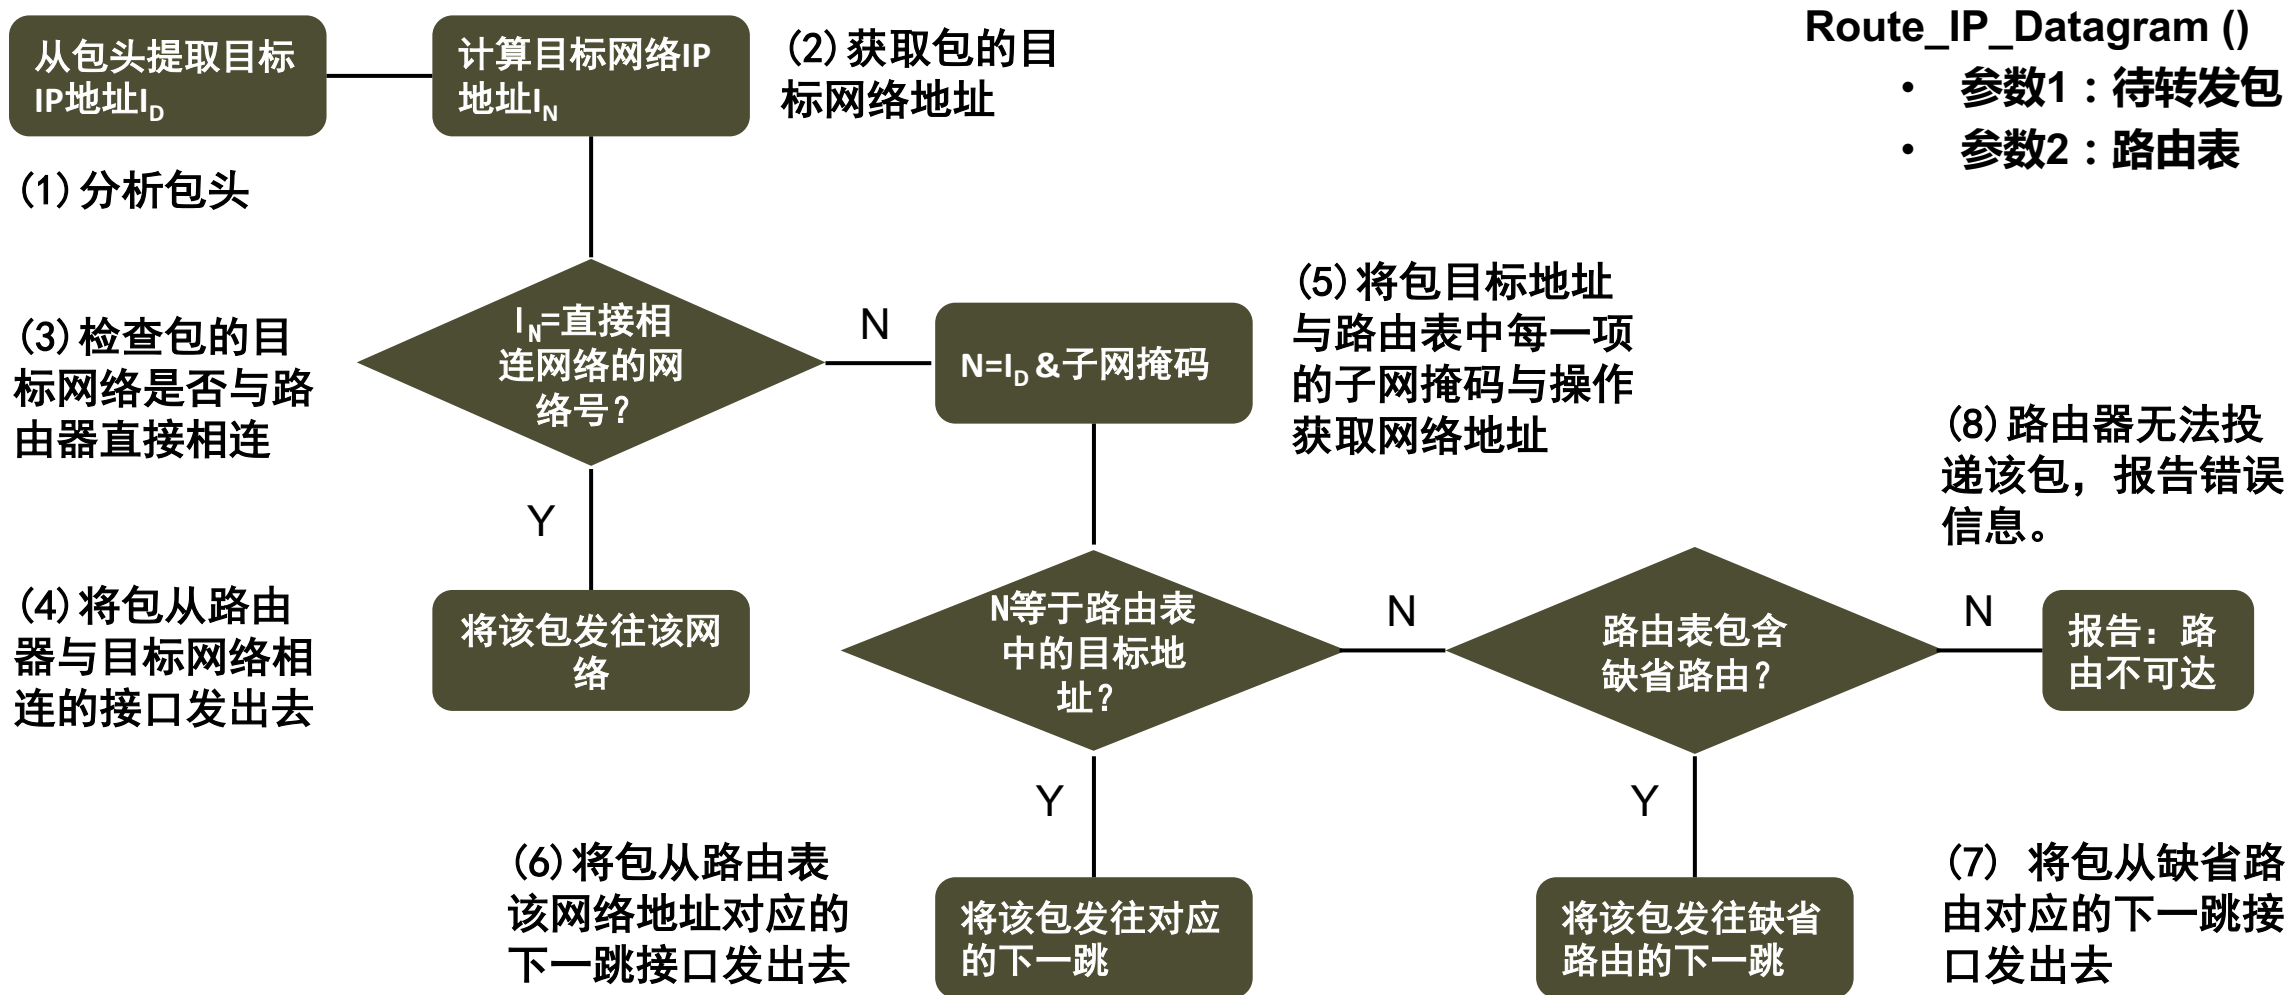 Route_IP_Datagram ()
• 参数1：待转发包
• 参数2：路由表
从包头提取目标
IP地址I_D
计算目标网络IP
地址I_N
(2)获取包的目
标网络地址
(1)分析包头
(3)检查包的目
标网络是否与路
由器直接相连
I_N=直接相
连网络的网
络号？
N
N=I_D &子网掩码
(5)将包目标地址
与路由表中每一项
的子网掩码与操作
获取网络地址
Y
(4)将包从路由
器与目标网络相
连的接口发出去
将该包发往该网
络
N等于路由表
中的目标地
址？
N
路由表包含
缺省路由？
N
(8)路由器无法投
递该包，报告错误
信息。
报告：路
由不可达
Y
(6)将包从路由表
该网络地址对应的
下一跳接口发出去
将该包发往对应
的下一跳
Y
将该包发往缺省
路由的下一跳
(7) 将包从缺省路
由对应的下一跳接
口发出去